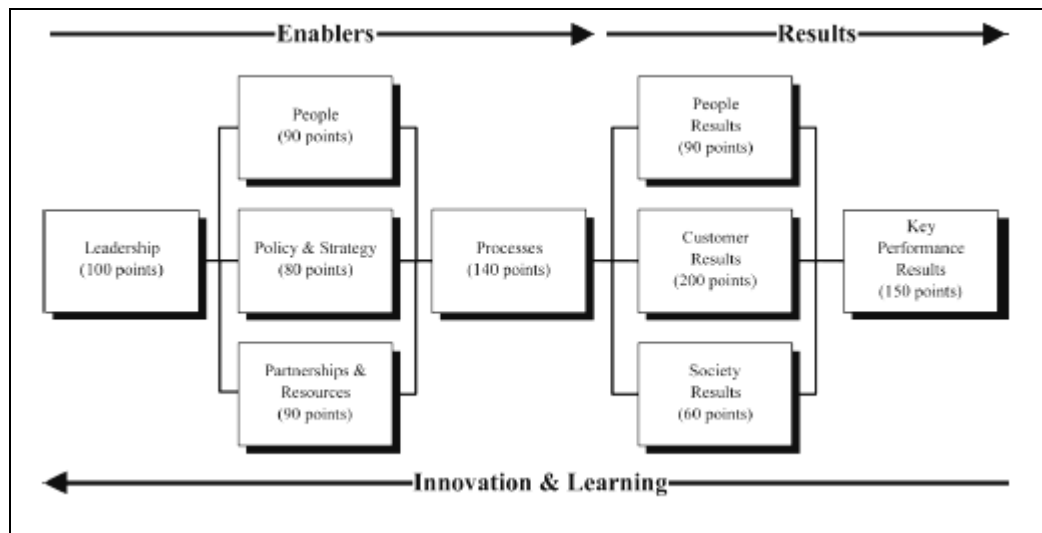 Enablers
Results
People
(90 points)
People
Results
(90 points)
Leadership
(100 points)
Policy & Strategy
(80 points)
Processes
(140 points)
Customer
Results
(200 points)
Key
Performance
Results
(150 points)
Partnerships &
Resources
(90 points)
Society
Results
(60 points)
Innovation & Learning